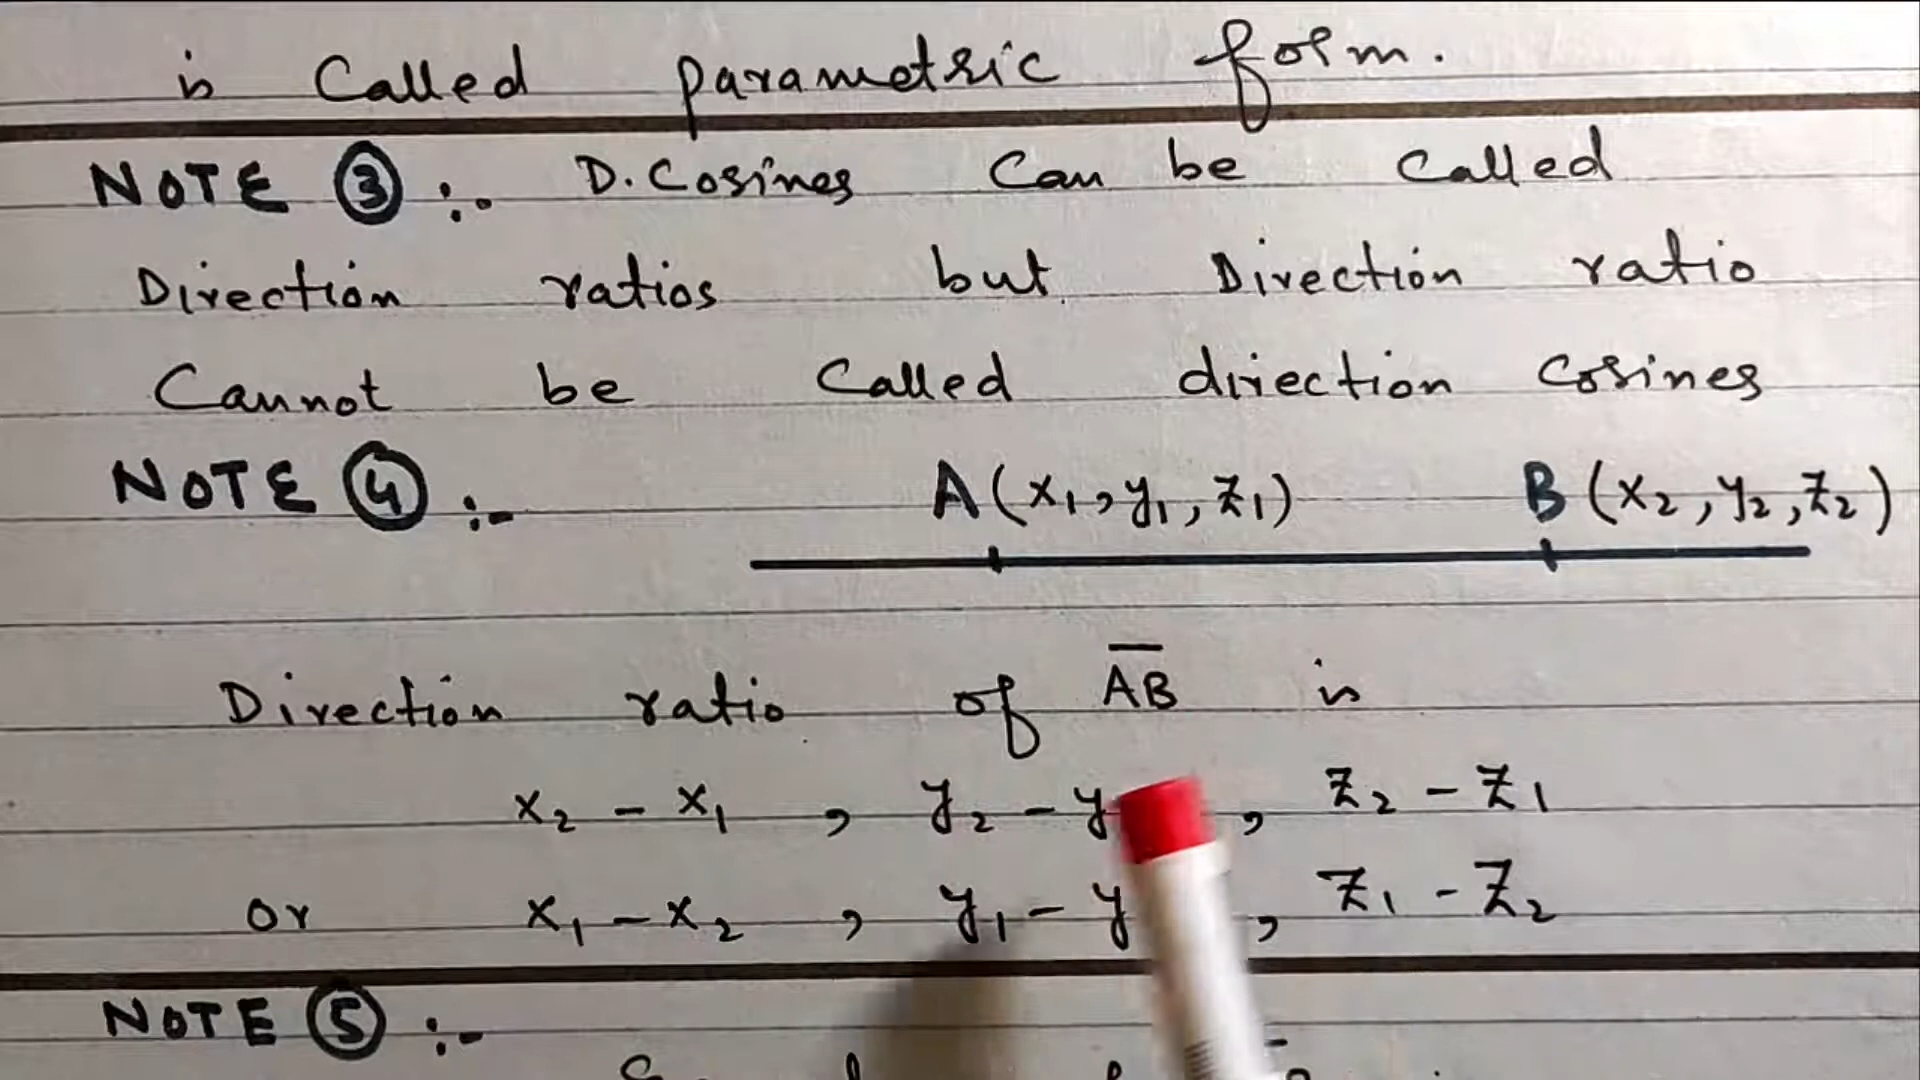 is Called parametric form.
NOTE ③ :- D.Cosines Can be Called
Direction ratios but Direction ratio
Cannot be Called direction Cosines
NOTE ④ :- A(x₁,y₁,z₁) B(x₂,y₂,z₂)
Direction ratio of A̅B̅ is
x₂ - x₁ , y₂ - y , z₂ - z₁
Or x₁ - x₂ , y₁ - y , z₁ - z₂
NOTE ⑤ :-